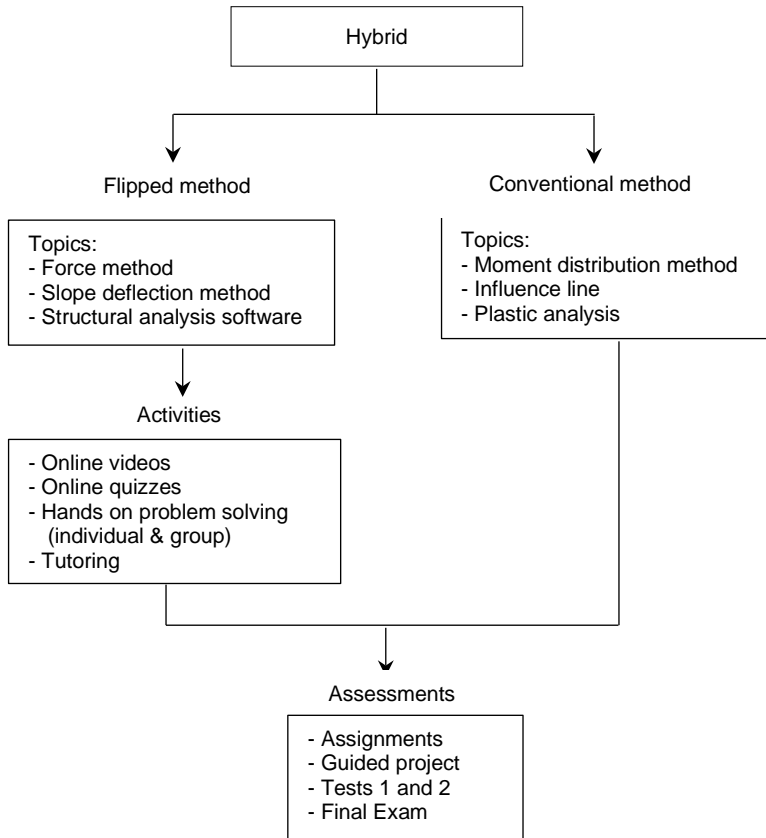 Hybrid
Flipped method
Topics:
- Force method
- Slope deflection method
- Structural analysis software
Activities
- Online videos
- Online quizzes
- Hands on problem solving
(individual & group)
- Tutoring
Conventional method
Topics:
- Moment distribution method
- Influence line
- Plastic analysis
Assessments
- Assignments
- Guided project
- Tests 1 and 2
- Final Exam